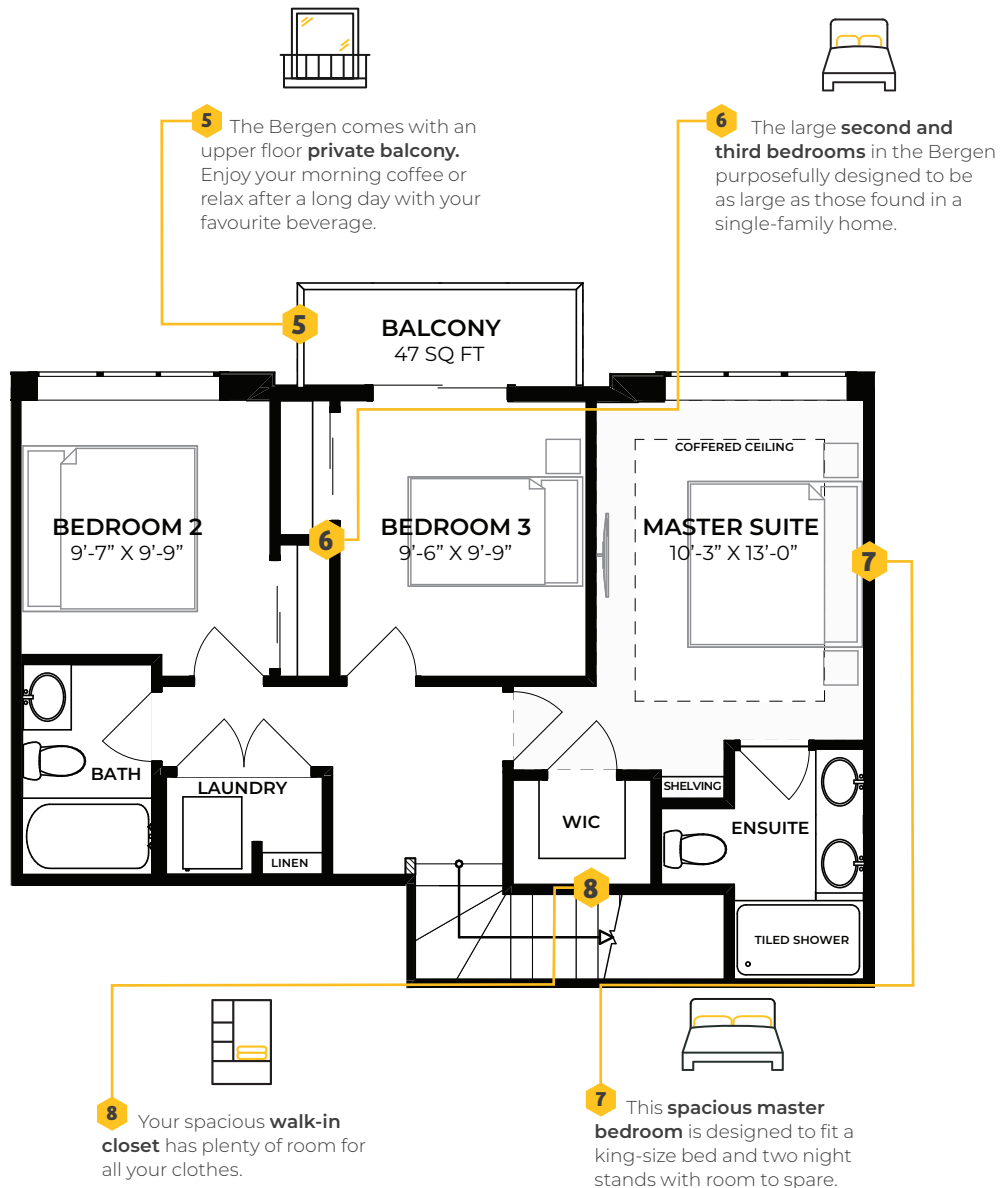 5 The Bergen comes with an
upper floor private balcony.
Enjoy your morning coffee or
relax after a long day with your
favourite beverage.
6 The large second and
third bedrooms in the Bergen
purposefully designed to be
as large as those found in a
single-family home.
5
BALCONY
47 SQ FT
COFFERED CEILING
BEDROOM 2
9’-7” X 9’-9”
6
BEDROOM 3
9’-6” X 9’-9”
MASTER SUITE
10’-3” X 13’-0”
7
BATH
LAUNDRY
LINEN
WIC
SHELVING
ENSUITE
8
TILED SHOWER
8 Your spacious walk-in
closet has plenty of room for
all your clothes.
7 This spacious master
bedroom is designed to fit a
king-size bed and two night
stands with room to spare.